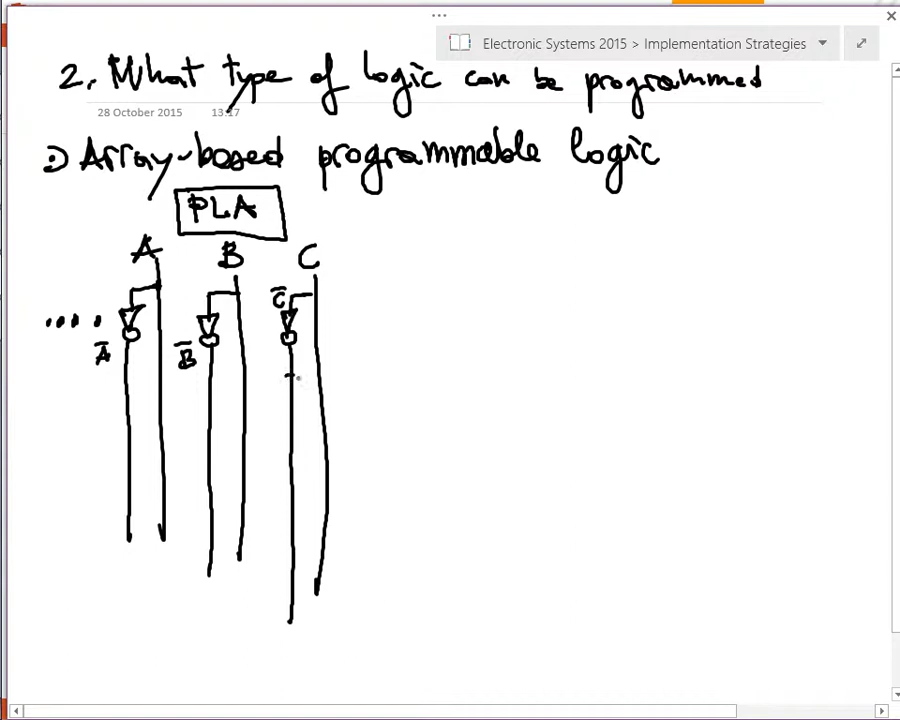 Electronic Systems 2015 > Implementation Strategies
2. What type of logic can be programmed
28 October 2015 13:17
Array-based programmable logic
PLA
A B C
C̅
A̅ B̅